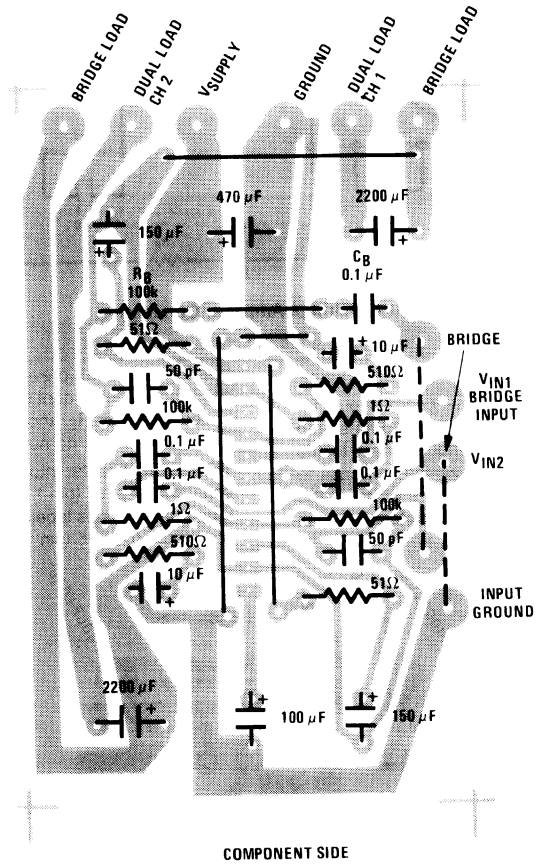 BRIDGE LOAD
DUAL LOAD
CH 2
VSUPPLY
GROUND
DUAL LOAD
CH 1
BRIDGE LOAD
470 µF
2200 µF
150 µF
CB
0.1 µF
RB
100k
51Ω
10 µF
BRIDGE
50 pF
510Ω
VIN1
BRIDGE
INPUT
100k
1Ω
0.1 µF
0.1 µF
VIN2
0.1 µF
0.1 µF
1Ω
100k
510Ω
50 pF
10 µF
51Ω
INPUT
GROUND
2200 µF
100 µF
150 µF
COMPONENT SIDE